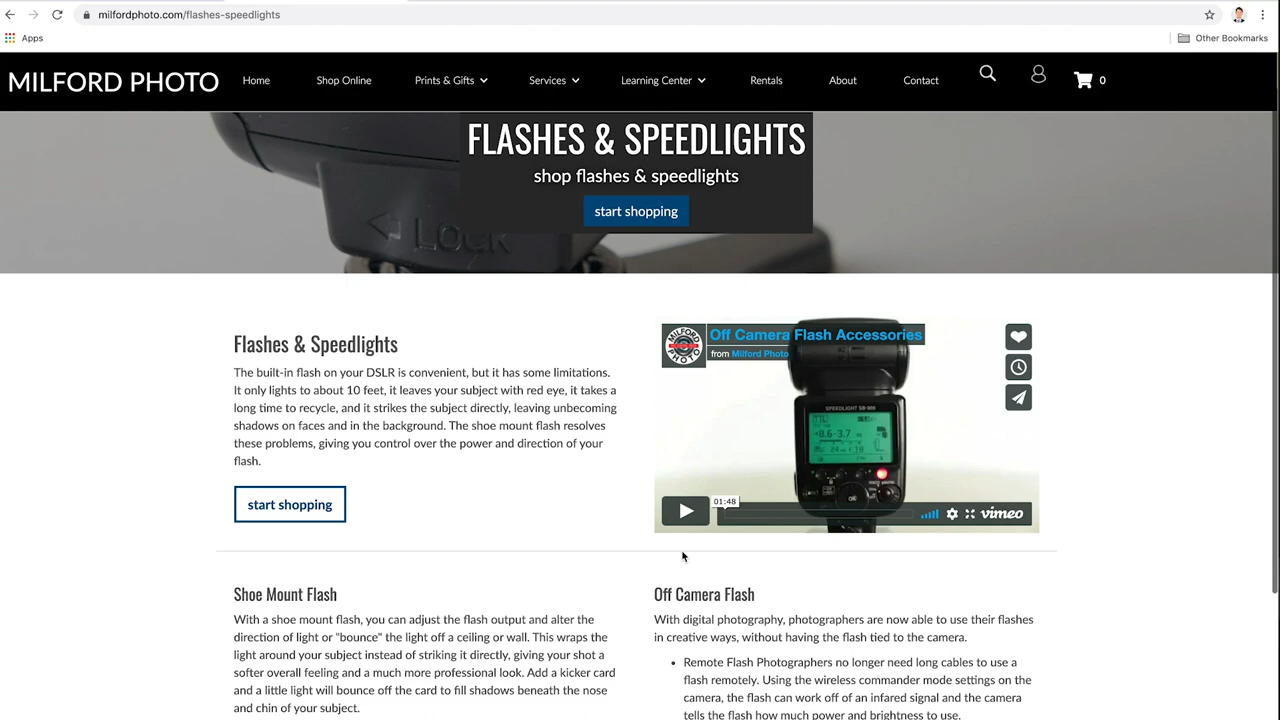 milfordphoto.com/flashes-speedlights
Apps
Other Bookmarks
MILFORD PHOTO
Home
Shop Online
Prints & Gifts
Services
Learning Center
Rentals
About
Contact
0
LOCK
FLASHES & SPEEDLIGHTS
shop flashes & speedlights
start shopping
Flashes & Speedlights
The built-in flash on your DSLR is convenient, but it has some limitations.
It only lights to about 10 feet, it leaves your subject with red eye, it takes a
long time to recycle, and it strikes the subject directly, leaving unbecoming
shadows on faces and in the background. The shoe mount flash resolves
these problems, giving you control over the power and direction of your
flash.
start shopping
MILFORD PHOTO
Off Camera Flash Accessories
from Milford Photo
SPEEDLIGHT
TTL
OK
01:48
vimeo
Shoe Mount Flash
With a shoe mount flash, you can adjust the flash output and alter the
direction of light or "bounce" the light off a ceiling or wall. This wraps the
light around your subject instead of striking it directly, giving your shot a
softer overall feeling and a much more professional look. Add a kicker card
and a little light will bounce off the card to fill shadows beneath the nose
and chin of your subject.
Off Camera Flash
With digital photography, photographers are now able to use their flashes
in creative ways, without having the flash tied to the camera.
• Remote Flash Photographers no longer need long cables to use a
flash remotely. Using the wireless commander mode settings on the
camera, the flash can work off of an infared signal and the camera
tells the flash how much power and brightness to use.